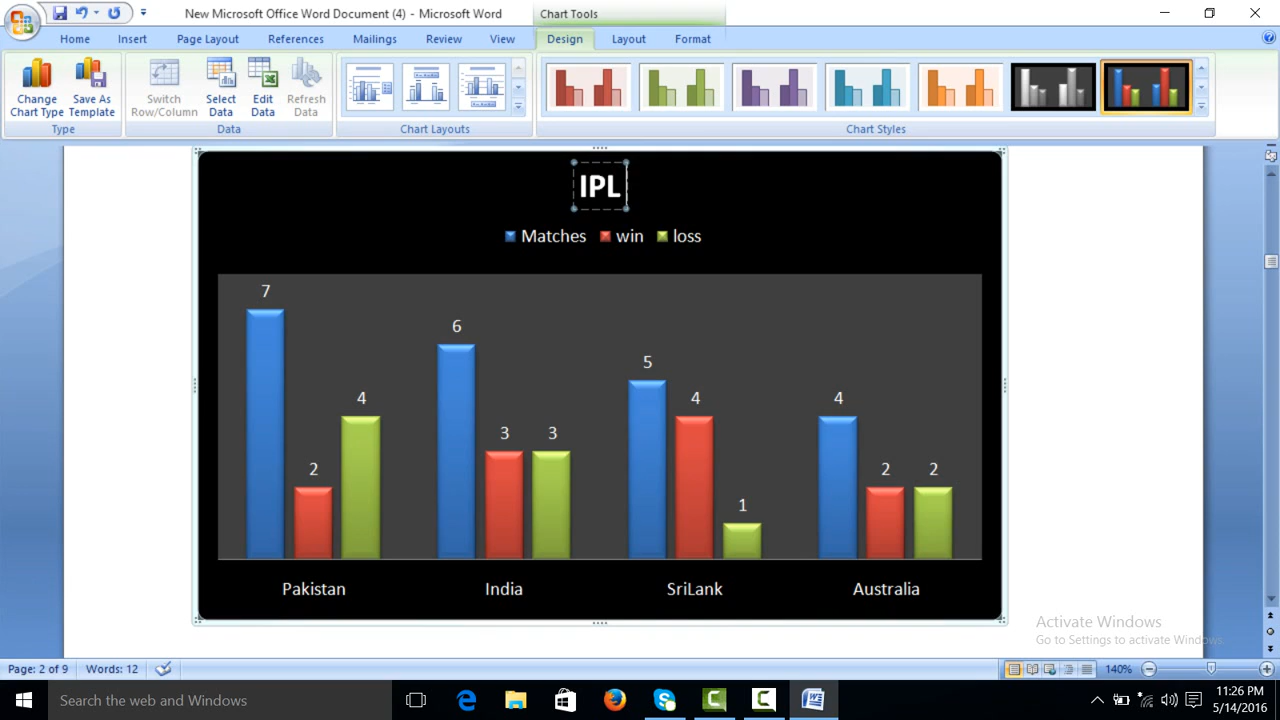 New Microsoft Office Word Document (4) - Microsoft Word
Chart Tools
Home Insert Page Layout References Mailings Review View Design Layout Format
Change Chart Type
Save As Template
Switch Row/Column
Select Data
Edit Data
Refresh Data
Type Data Chart Layouts Chart Styles
IPL
Matches win loss
7 2 4
6 3 3
5 4 1
4 2 2
Pakistan India SriLank Australia
Activate Windows
Go to Settings to activate Windows.
Page: 2 of 9 Words: 12 140%
Search the web and Windows
11:26 PM
5/14/2016